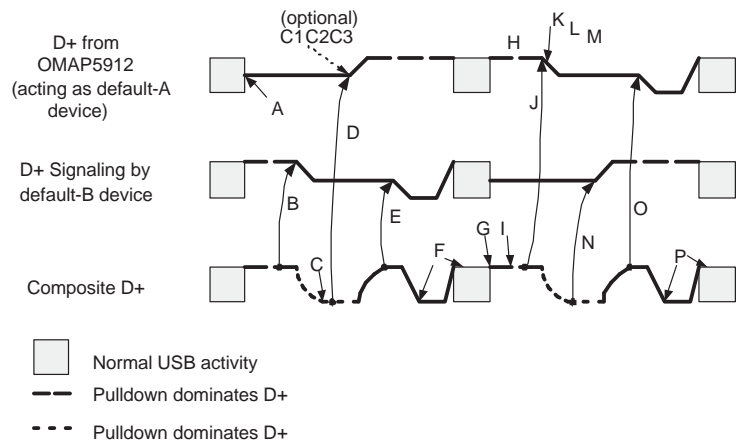 (optional)
C1C2C3
D+ from
OMAP5912
(acting as default-A
device)
A
D
H
K
L
M
J
D+ Signaling by
default-B device
B
E
G
I
N
O
Composite D+
C
F
P
Normal USB activity
Pulldown dominates D+
Pulldown dominates D+